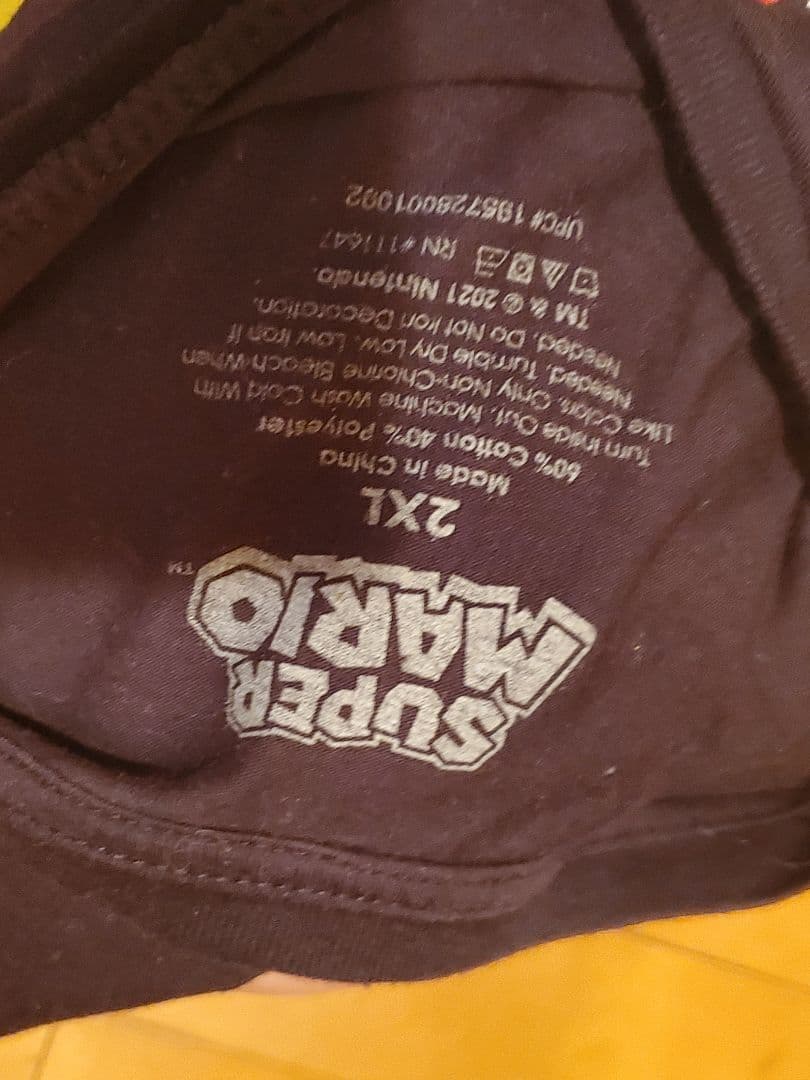 SUPER
MARIO™
2XL
Made in China
60% Cotton 40% Polyester
Turn Inside Out. Machine Wash Cold With
Like Colors. Only Non-Chlorine Bleach When
Needed. Tumble Dry Low. Low Iron If
Needed. Do Not Iron Decoration.
TM & © 2021 Nintendo.
RN #111647
UPC# 195728001092